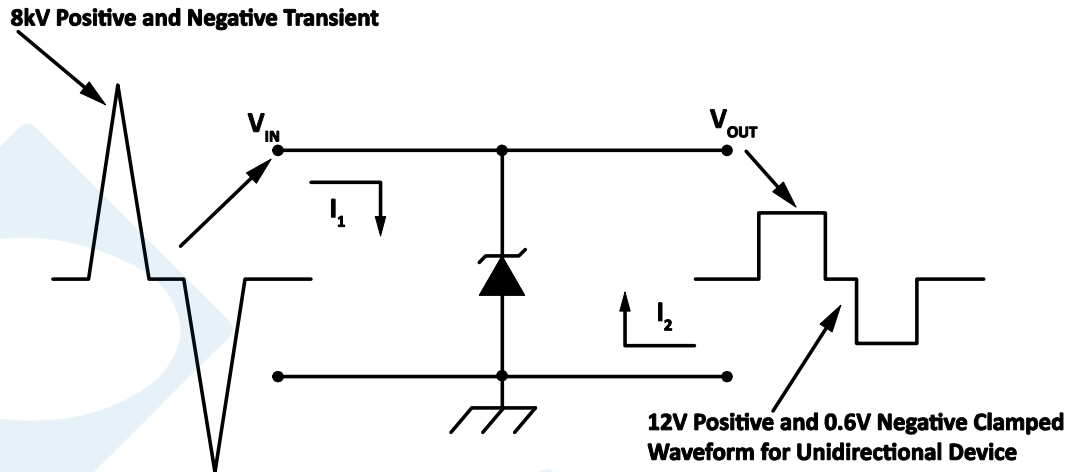 8kV Positive and Negative Transient
VIN
VOUT
I1
I2
12V Positive and 0.6V Negative Clamped
Waveform for Unidirectional Device